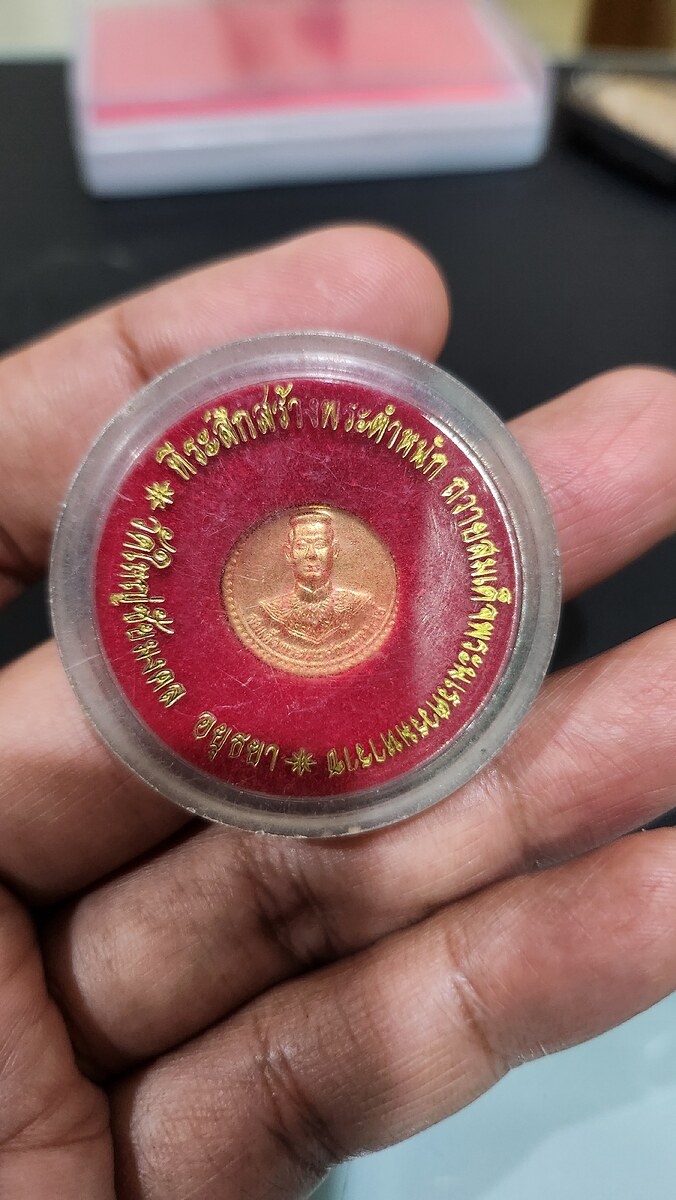 ที่ระลึกสร้างพระตำหนัก ถวายสมเด็จพระนเรศวรมหาราช
วัดใหญ่ชัยมงคล อยุธยา